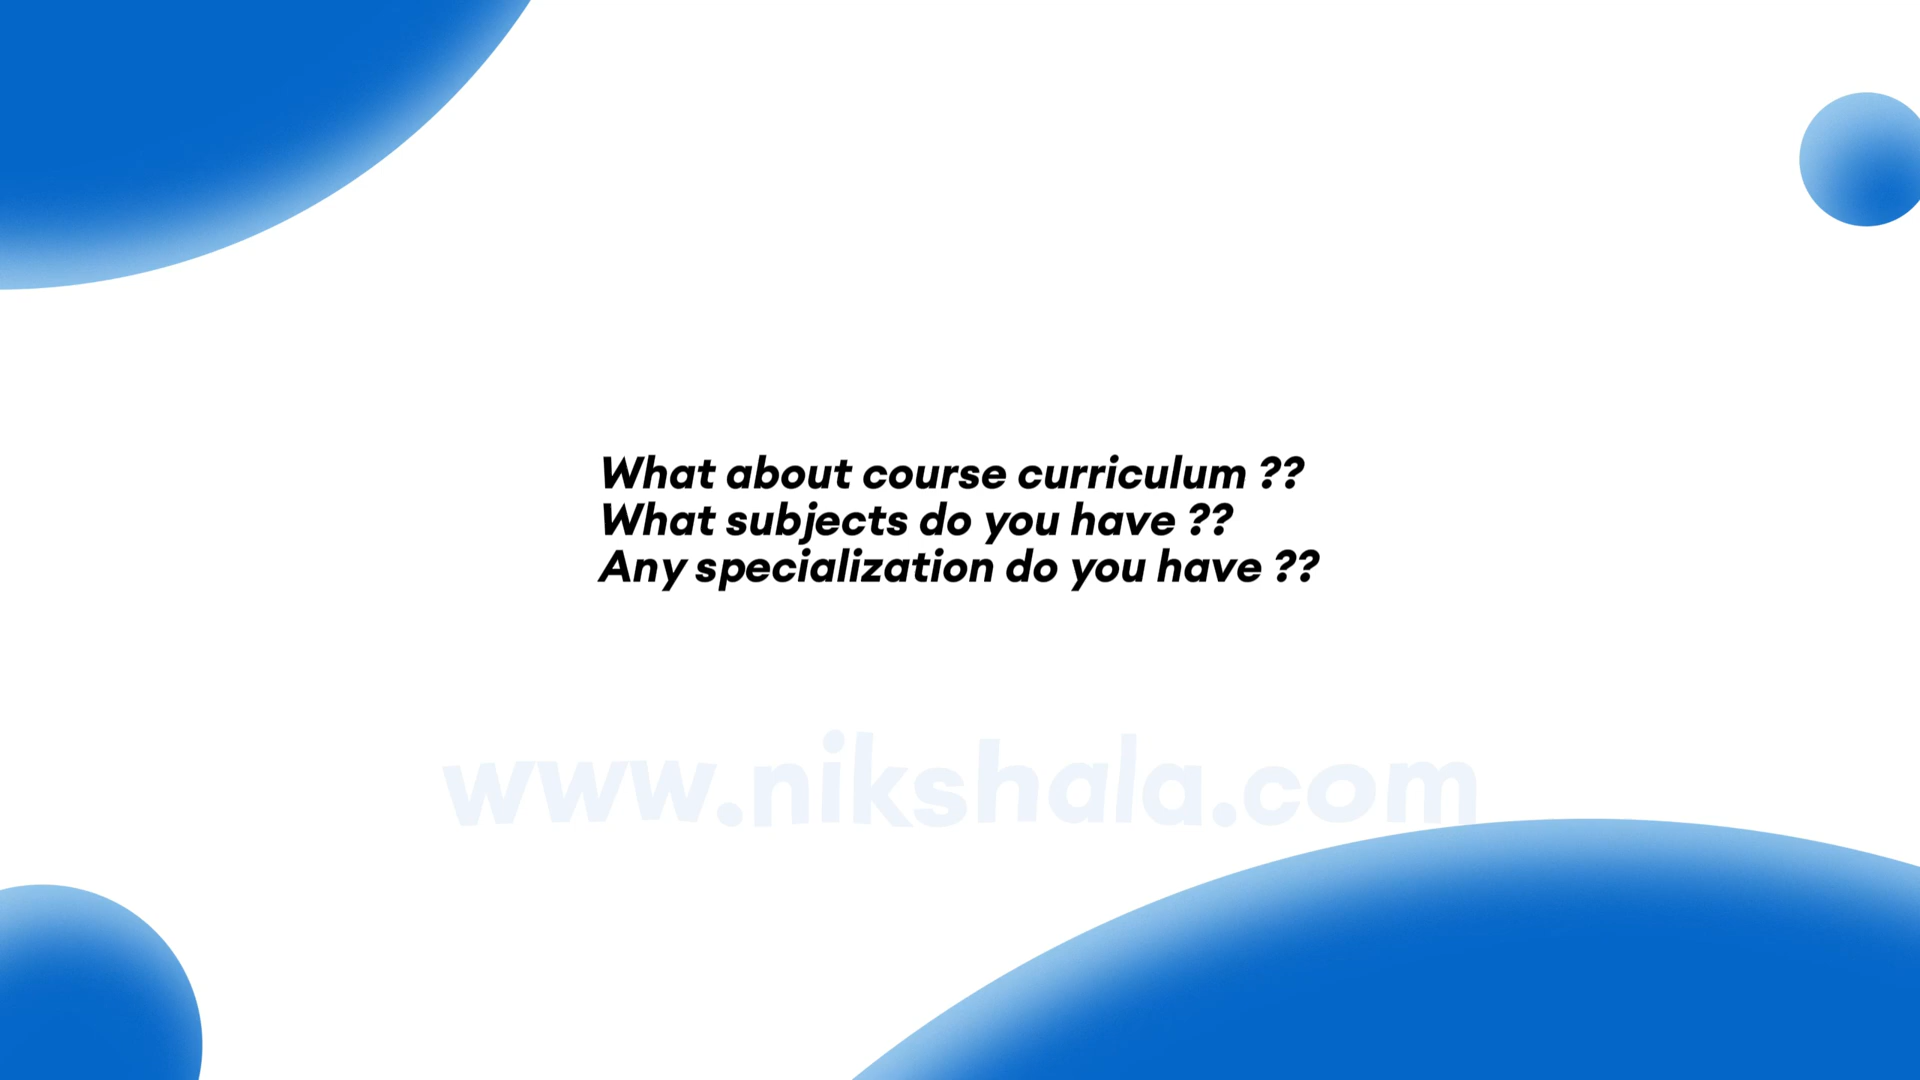 What about course curriculum ??
What subjects do you have ??
Any specialization do you have ??
www.nikshala.com